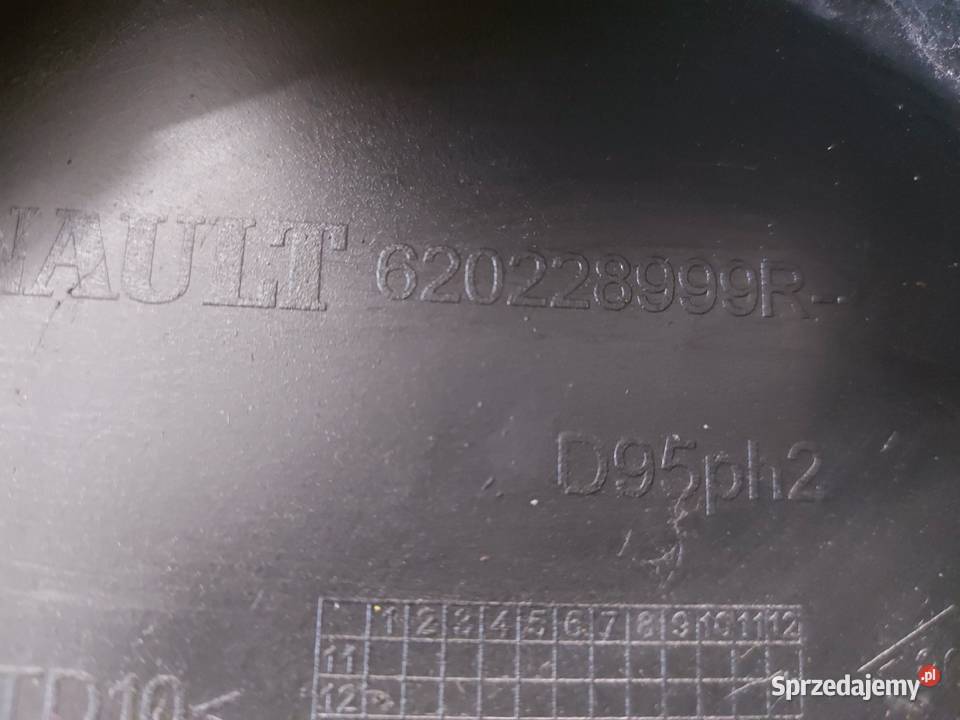 NAULT 620228999R--
D95ph2
1 2 3 4 5 6 7 8 9 10 11 12
11
12
TD10<
Sprzedajemy.pl